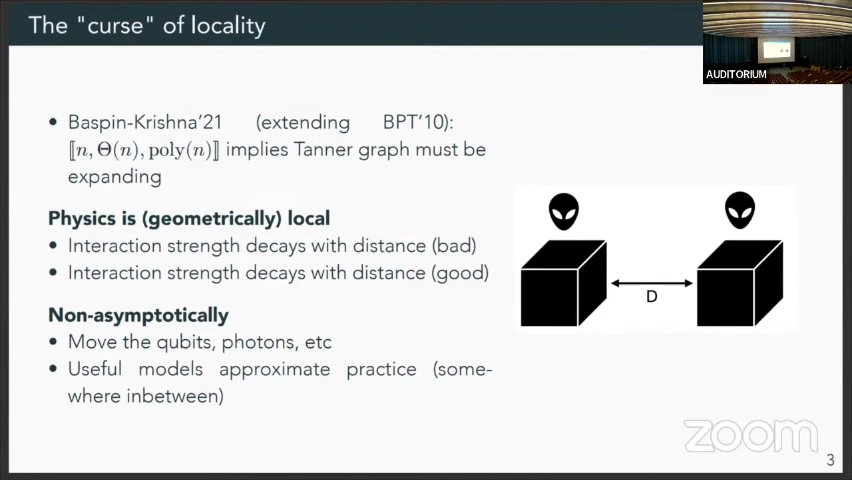 The "curse" of locality
AUDITORIUM
• Baspin-Krishna'21 (extending BPT'10):
⟦n, Θ(n), poly(n)⟧ implies Tanner graph must be
expanding
Physics is (geometrically) local
• Interaction strength decays with distance (bad)
• Interaction strength decays with distance (good)
Non-asymptotically
• Move the qubits, photons, etc
• Useful models approximate practice (some-
where inbetween)
D
zoom
3